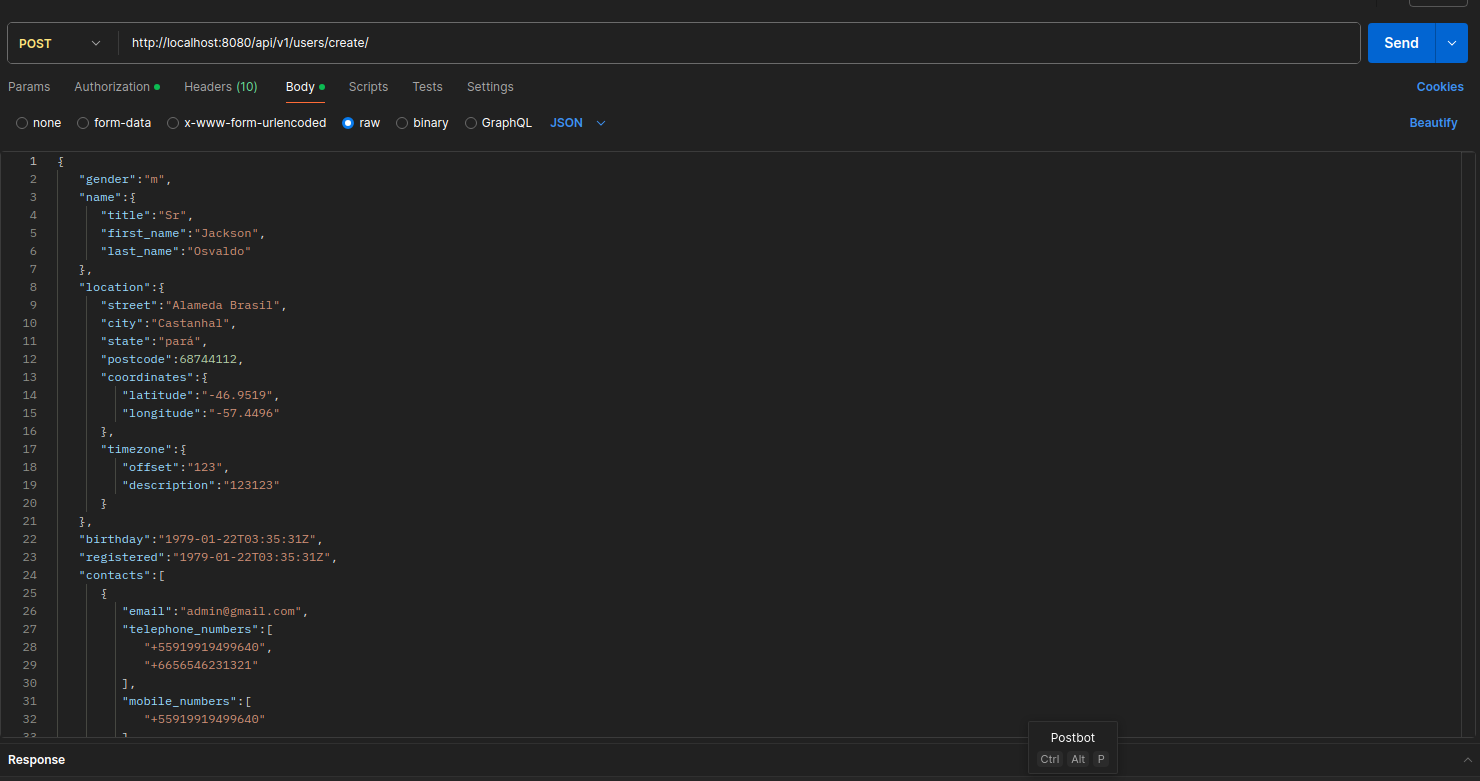 POST http://localhost:8080/api/v1/users/create/ Send
Params Authorization Headers (10) Body Scripts Tests Settings Cookies
none form-data x-www-form-urlencoded raw binary GraphQL JSON Beautify
1 {
2 "gender":"m",
3 "name":{
4 "title":"Sr",
5 "first_name":"Jackson",
6 "last_name":"Osvaldo"
7 },
8 "location":{
9 "street":"Alameda Brasil",
10 "city":"Castanhal",
11 "state":"pará",
12 "postcode":68744112,
13 "coordinates":{
14 "latitude":"-46.9519",
15 "longitude":"-57.4496"
16 },
17 "timezone":{
18 "offset":"123",
19 "description":"123123"
20 }
21 },
22 "birthday":"1979-01-22T03:35:31Z",
23 "registered":"1979-01-22T03:35:31Z",
24 "contacts":[
25 {
26 "email":"admin@gmail.com",
27 "telephone_numbers":[
28 "+55919919499640",
29 "+6656546231321"
30 ],
31 "mobile_numbers":[
32 "+55919919499640"
33 ]
Postbot
Ctrl Alt P
Response